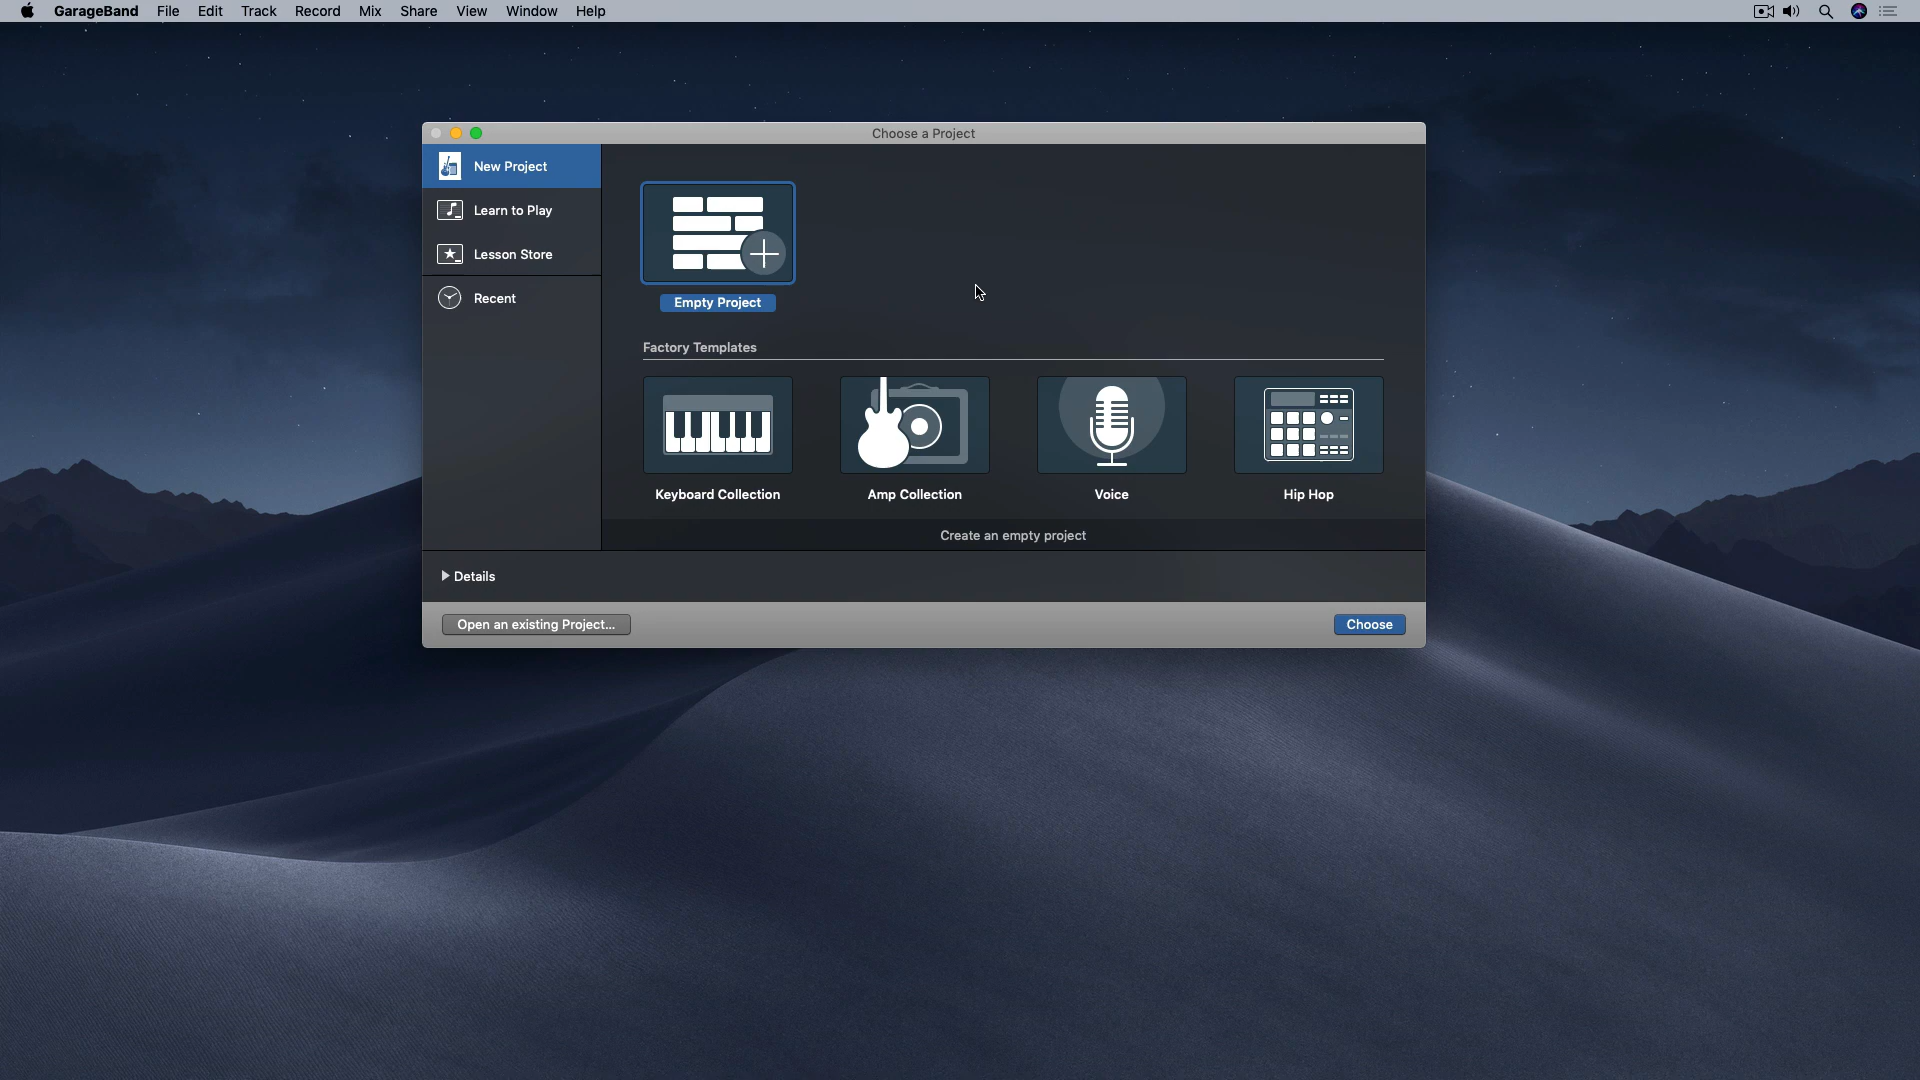 GarageBand File Edit Track Record Mix Share View Window Help
Choose a Project
New Project
Learn to Play
Lesson Store
Recent
Empty Project
Factory Templates
Keyboard Collection Amp Collection Voice Hip Hop
Create an empty project
Details
Open an existing Project... Choose